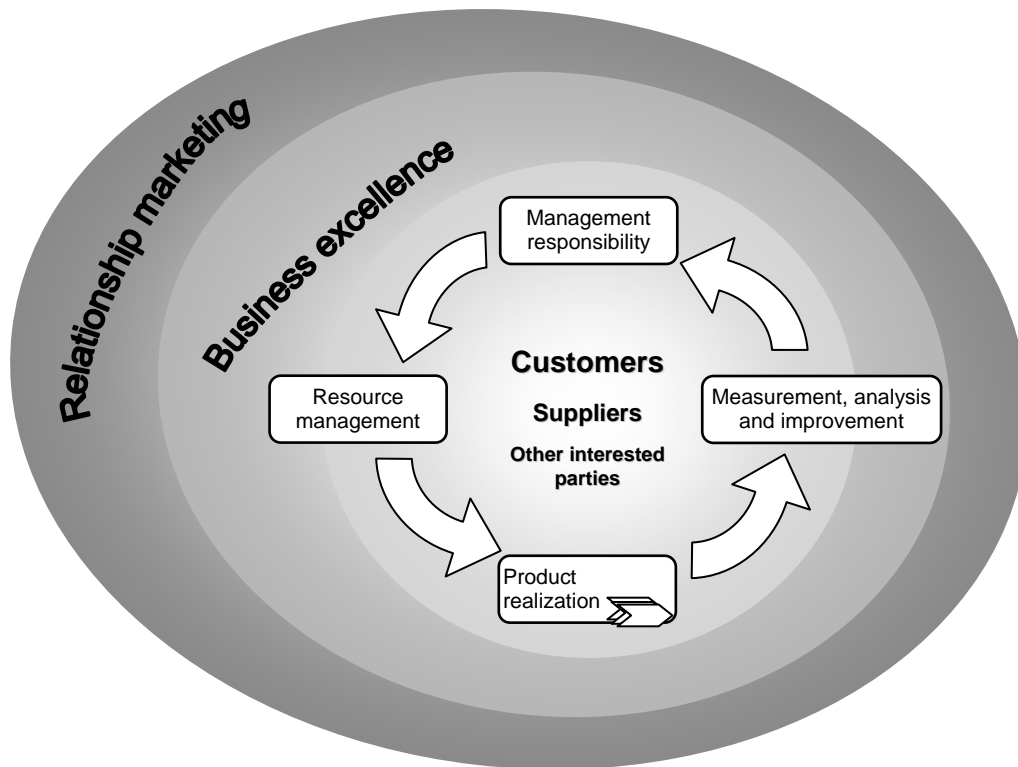 Relationship marketing
Business excellence
Management
responsibility
Customers
Suppliers
Other interested
parties
Resource
management
Measurement, analysis
and improvement
Product
realization